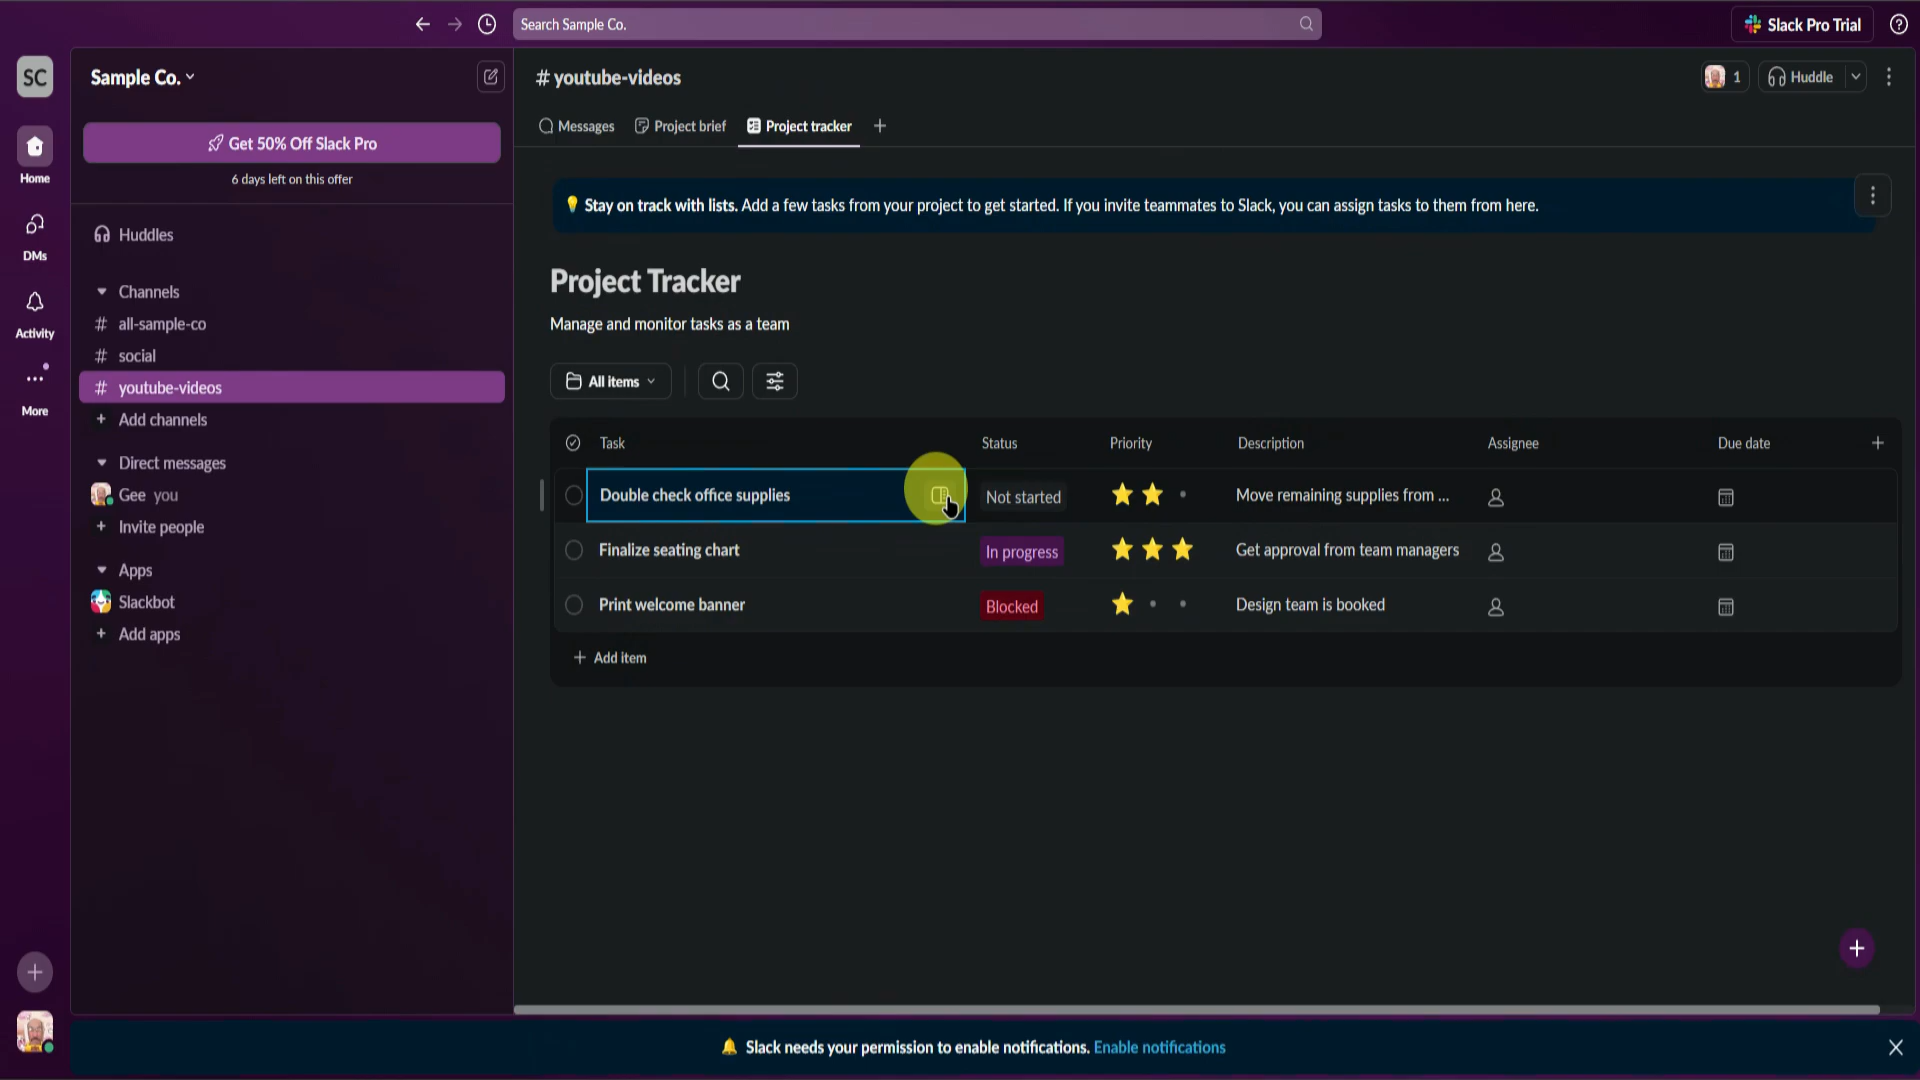 Search Sample Co.
Slack Pro Trial
SC
Sample Co.
Get 50% Off Slack Pro
6 days left on this offer
Home
DMs
Activity
More
Huddles
Channels
# all-sample-co
# social
# youtube-videos
+ Add channels
Direct messages
Gee you
+ Invite people
Apps
Slackbot
+ Add apps
# youtube-videos
1
Huddle
Messages
Project brief
Project tracker
+
Stay on track with lists. Add a few tasks from your project to get started. If you invite teammates to Slack, you can assign tasks to them from here.
Project Tracker
Manage and monitor tasks as a team
All items
Task Status Priority Description Assignee Due date +
Double check office supplies Not started Move remaining supplies from ...
Finalize seating chart In progress Get approval from team managers
Print welcome banner Blocked Design team is booked
+ Add item
Slack needs your permission to enable notifications. Enable notifications